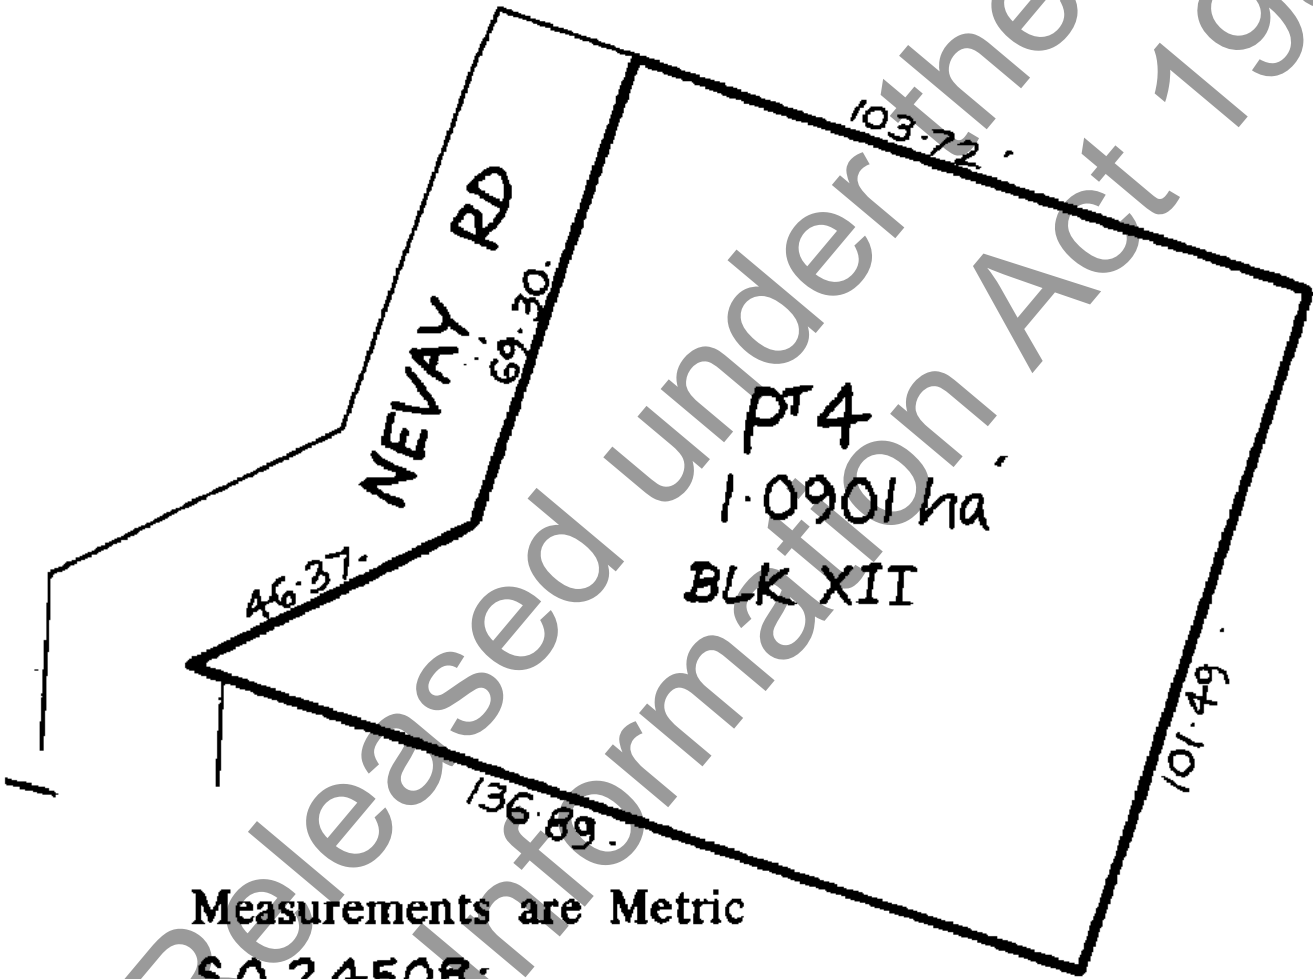 103.72
NEVAY RD
69.30.
PT 4
1.0901 ha
BLK XII
46.37.
101.49
136.89.
Measurements are Metric
S.O.24508;
Released under the
Information Act 19